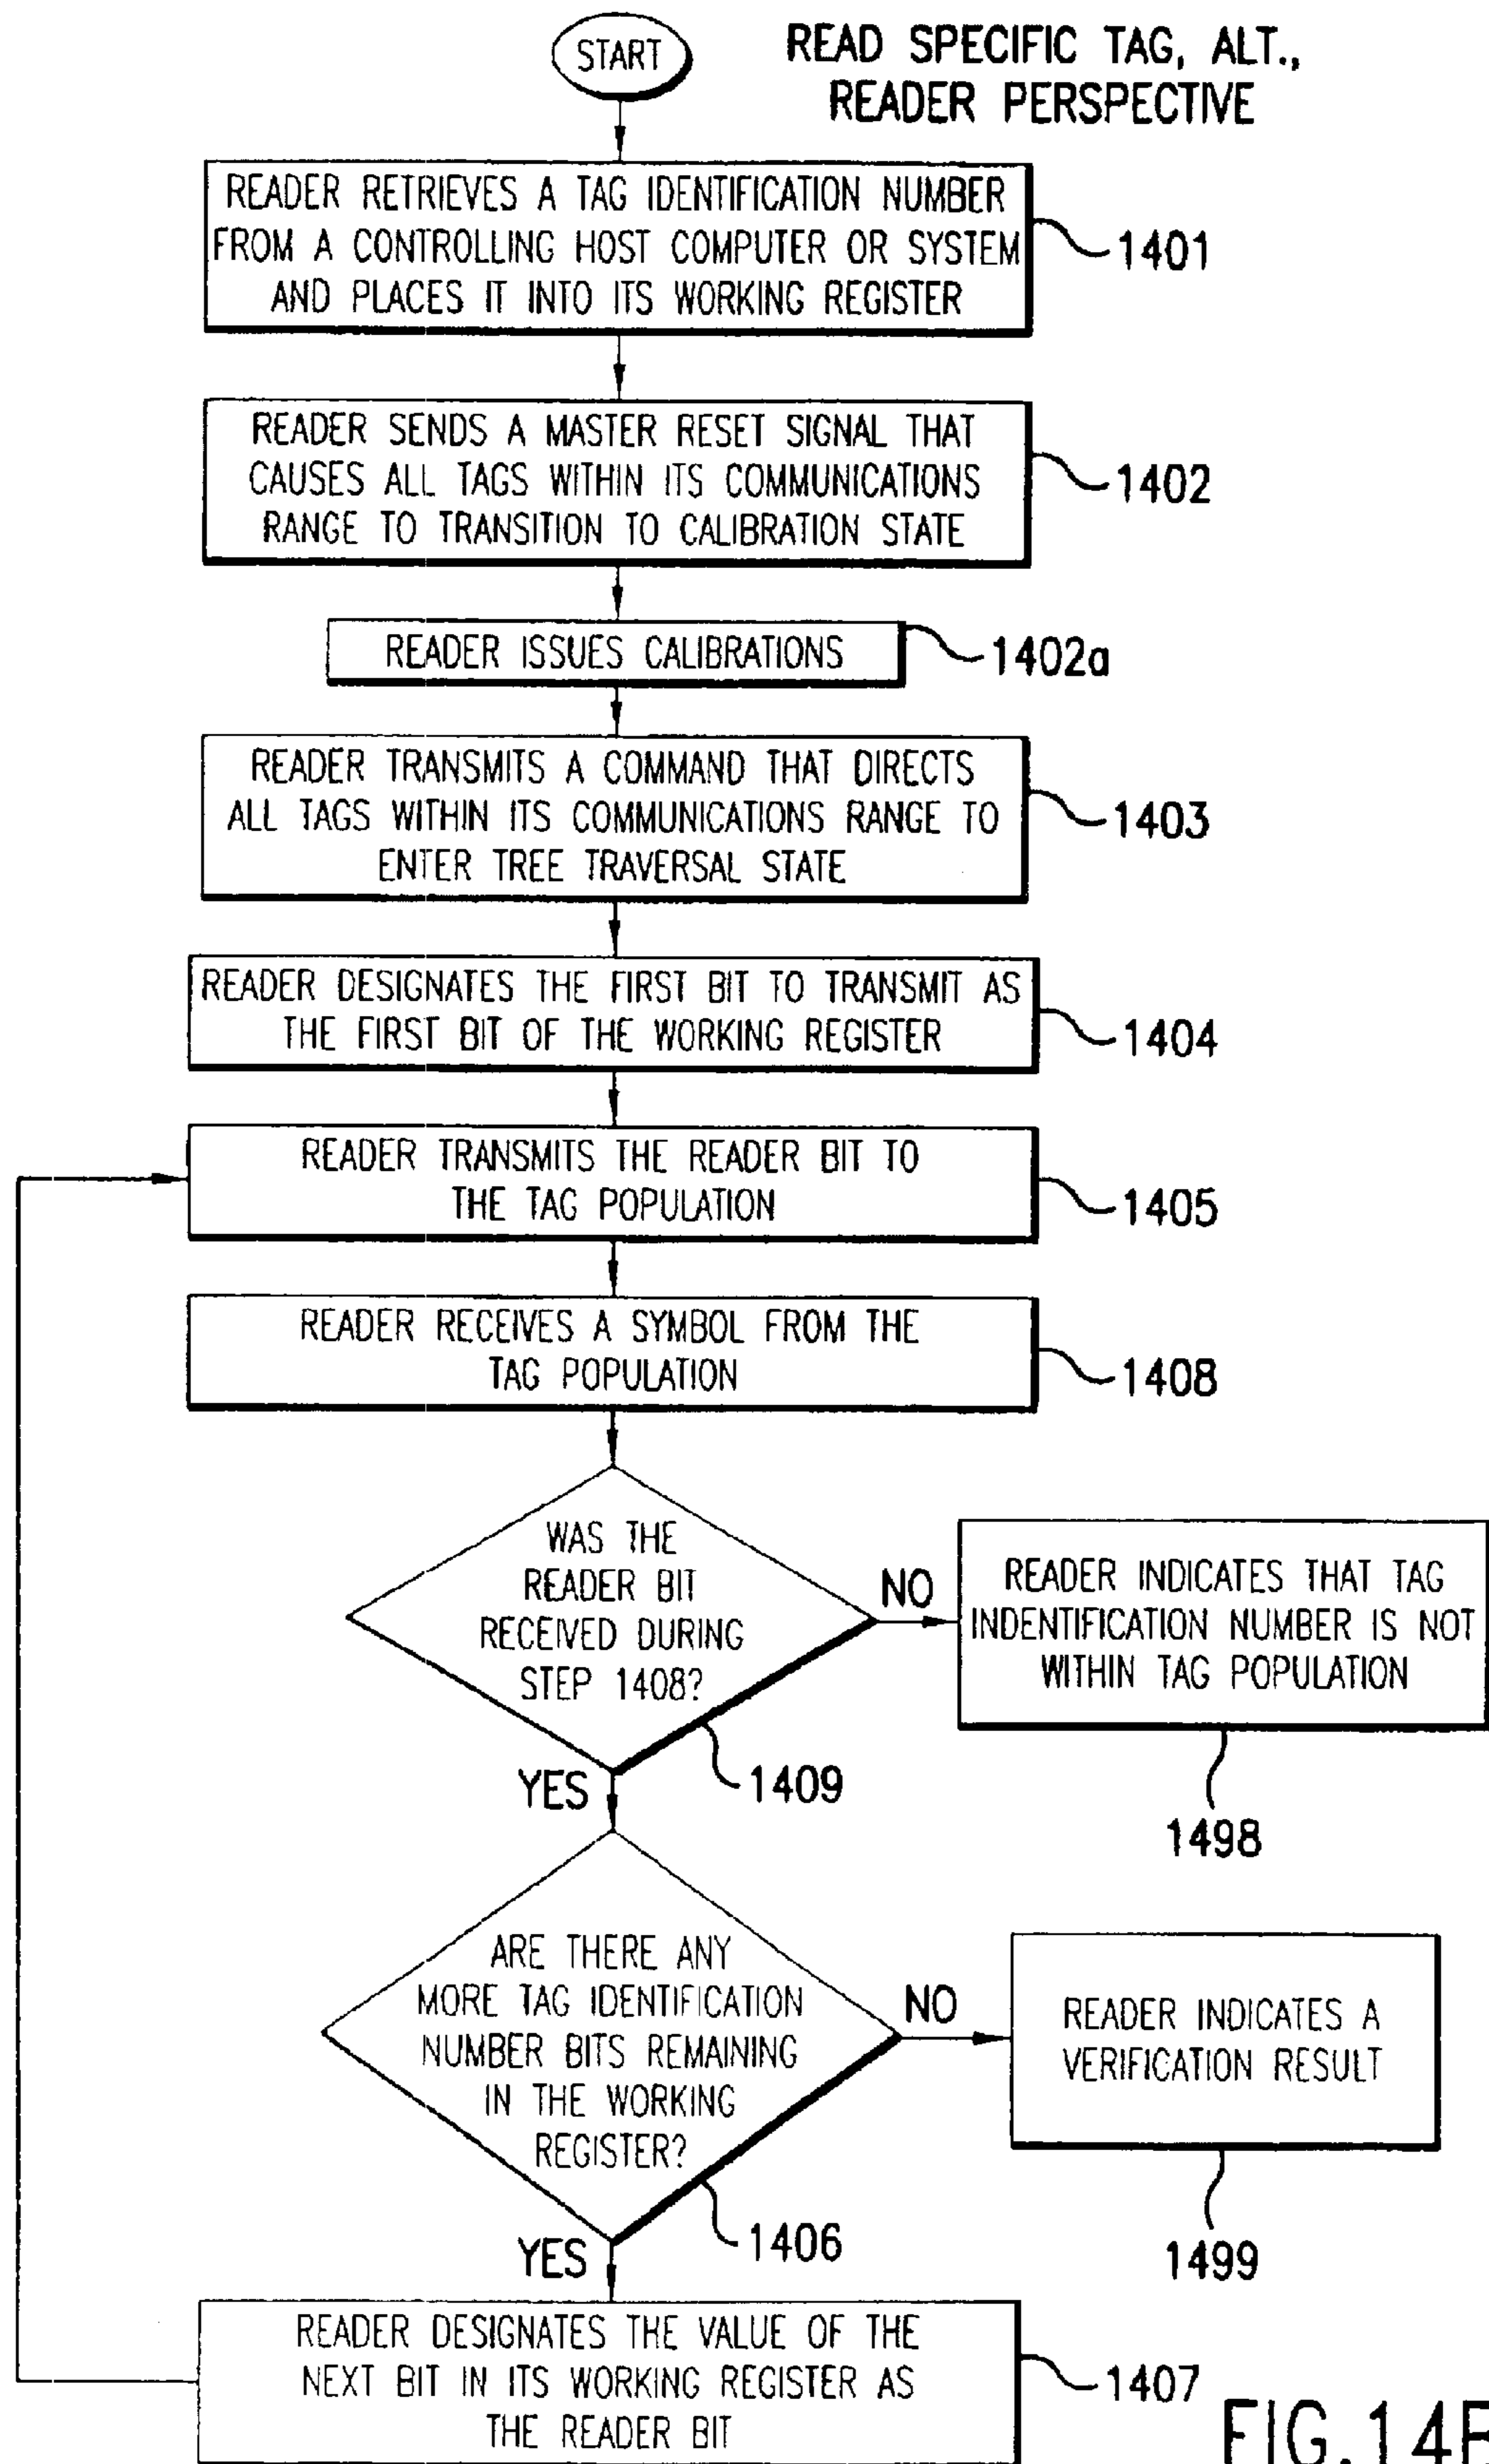 START
READ SPECIFIC TAG, ALT.,
READER PERSPECTIVE
READER RETRIEVES A TAG IDENTIFICATION NUMBER
FROM A CONTROLLING HOST COMPUTER OR SYSTEM
AND PLACES IT INTO ITS WORKING REGISTER
1401
READER SENDS A MASTER RESET SIGNAL THAT
CAUSES ALL TAGS WITHIN ITS COMMUNICATIONS
RANGE TO TRANSITION TO CALIBRATION STATE
1402
READER ISSUES CALIBRATIONS
1402a
READER TRANSMITS A COMMAND THAT DIRECTS
ALL TAGS WITHIN ITS COMMUNICATIONS RANGE TO
ENTER TREE TRAVERSAL STATE
1403
READER DESIGNATES THE FIRST BIT TO TRANSMIT AS
THE FIRST BIT OF THE WORKING REGISTER
1404
READER TRANSMITS THE READER BIT TO
THE TAG POPULATION
1405
READER RECEIVES A SYMBOL FROM THE
TAG POPULATION
1408
WAS THE
READER BIT
RECEIVED DURING
STEP 1408?
1409
NO
READER INDICATES THAT TAG
INDENTIFICATION NUMBER IS NOT
WITHIN TAG POPULATION
1498
YES
ARE THERE ANY
MORE TAG IDENTIFICATION
NUMBER BITS REMAINING
IN THE WORKING
REGISTER?
1406
NO
READER INDICATES A
VERIFICATION RESULT
1499
YES
READER DESIGNATES THE VALUE OF THE
NEXT BIT IN ITS WORKING REGISTER AS
THE READER BIT
1407
FIG.14B